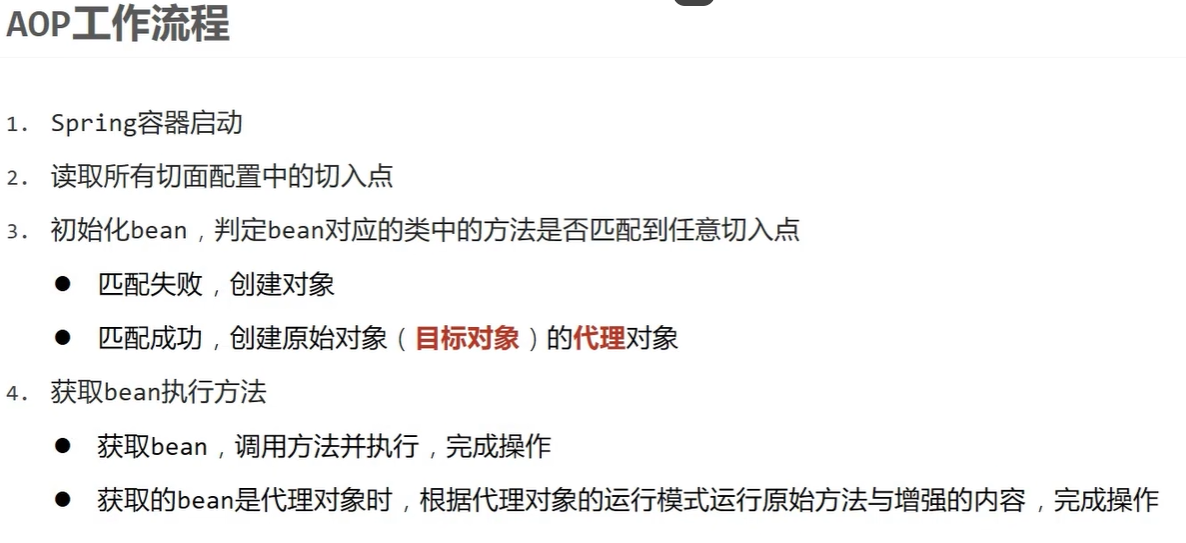 AOP工作流程
1. Spring容器启动
2. 读取所有切面配置中的切入点
3. 初始化bean，判定bean对应的类中的方法是否匹配到任意切入点
● 匹配失败，创建对象
● 匹配成功，创建原始对象（目标对象）的代理对象
4. 获取bean执行方法
● 获取bean，调用方法并执行，完成操作
● 获取的bean是代理对象时，根据代理对象的运行模式运行原始方法与增强的内容，完成操作